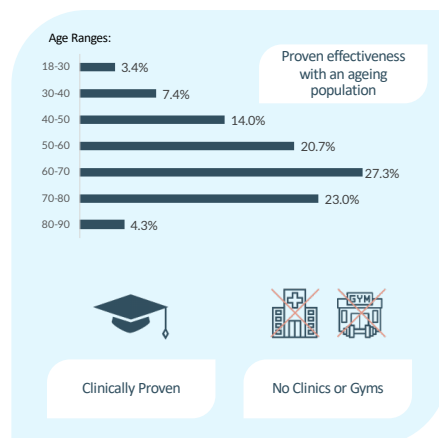 Age Ranges:
Proven effectiveness
with an ageing
population
18-30 3.4%
30-40 7.4%
40-50 14.0%
50-60 20.7%
60-70 27.3%
70-80 23.0%
80-90 4.3%
GYM
Clinically Proven
No Clinics or Gyms